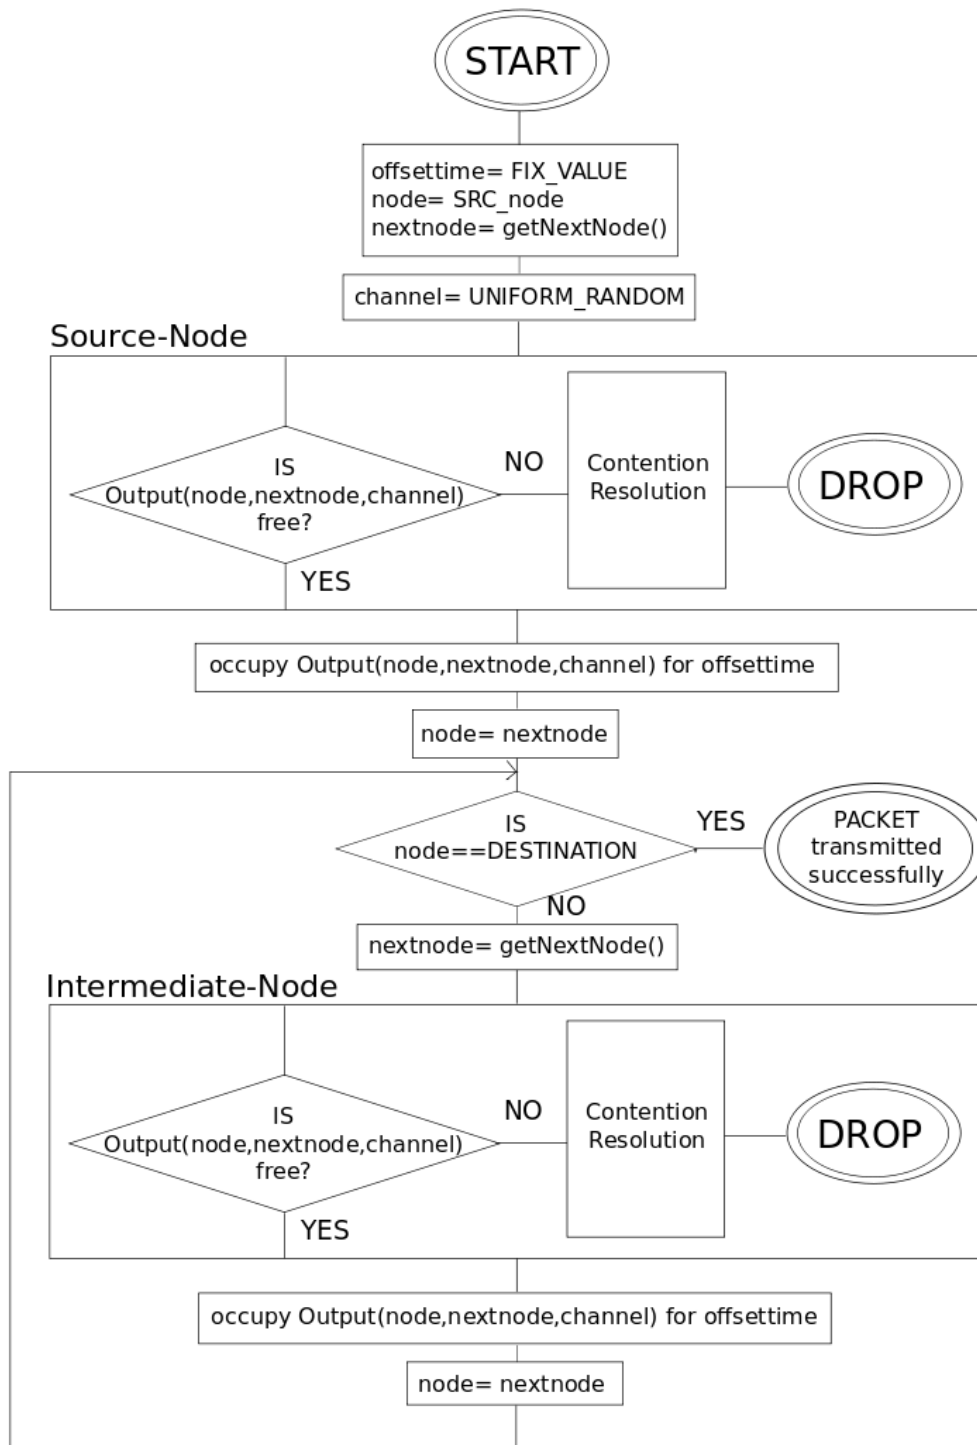 START
offsettime= FIX_VALUE
node= SRC_node
nextnode= getNextNode()
channel= UNIFORM_RANDOM
Source-Node
IS
Output(node,nextnode,channel)
free?
NO
Contention
Resolution
DROP
YES
occupy Output(node,nextnode,channel) for offsettime
node= nextnode
IS
node==DESTINATION
YES
PACKET
transmitted
successfully
NO
nextnode= getNextNode()
Intermediate-Node
IS
Output(node,nextnode,channel)
free?
NO
Contention
Resolution
DROP
YES
occupy Output(node,nextnode,channel) for offsettime
node= nextnode